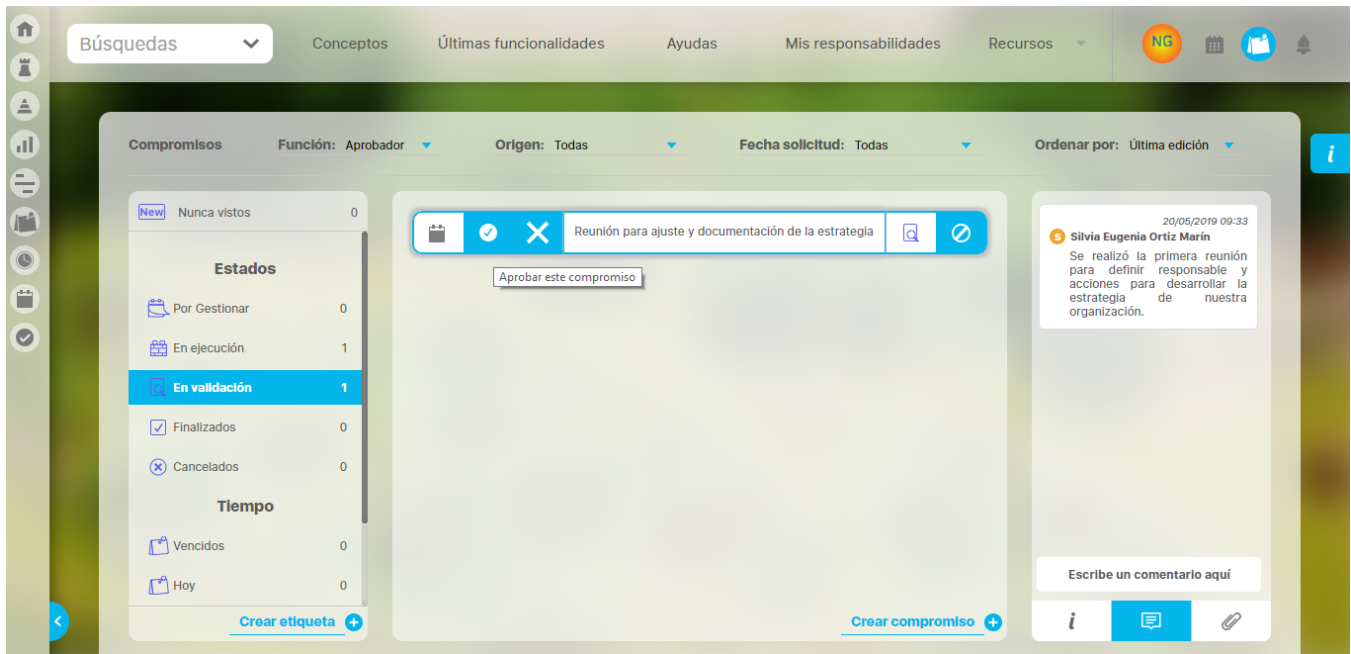 Búsquedas
Conceptos
Últimas funcionalidades
Ayudas
Mis responsabilidades
Recursos
NG
Compromisos
Función: Aprobador
Origen: Todas
Fecha solicitud: Todas
Ordenar por: Última edición
i
New Nunca vistos 0
Estados
Por Gestionar 0
En ejecución 1
En validación 1
Finalizados 0
Cancelados 0
Tiempo
Vencidos 0
Hoy 0
Crear etiqueta
Reunión para ajuste y documentación de la estrategia
Aprobar este compromiso
Crear compromiso
20/05/2019 09:33
S Silvia Eugenia Ortiz Marín
Se realizó la primera reunión
para definir responsable y
acciones para desarrollar la
estrategia de nuestra
organización.
Escribe un comentario aquí
i